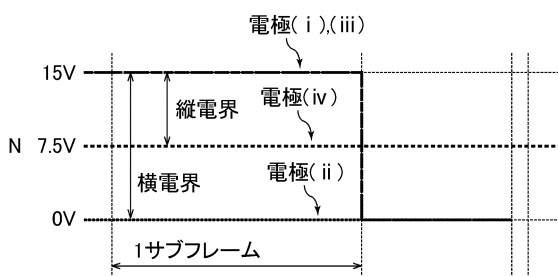 電極(ⅰ),(ⅲ)
15V
縦電界
電極(ⅳ)
N 7.5V
横電界
電極(ⅱ)
0V
1サブフレーム